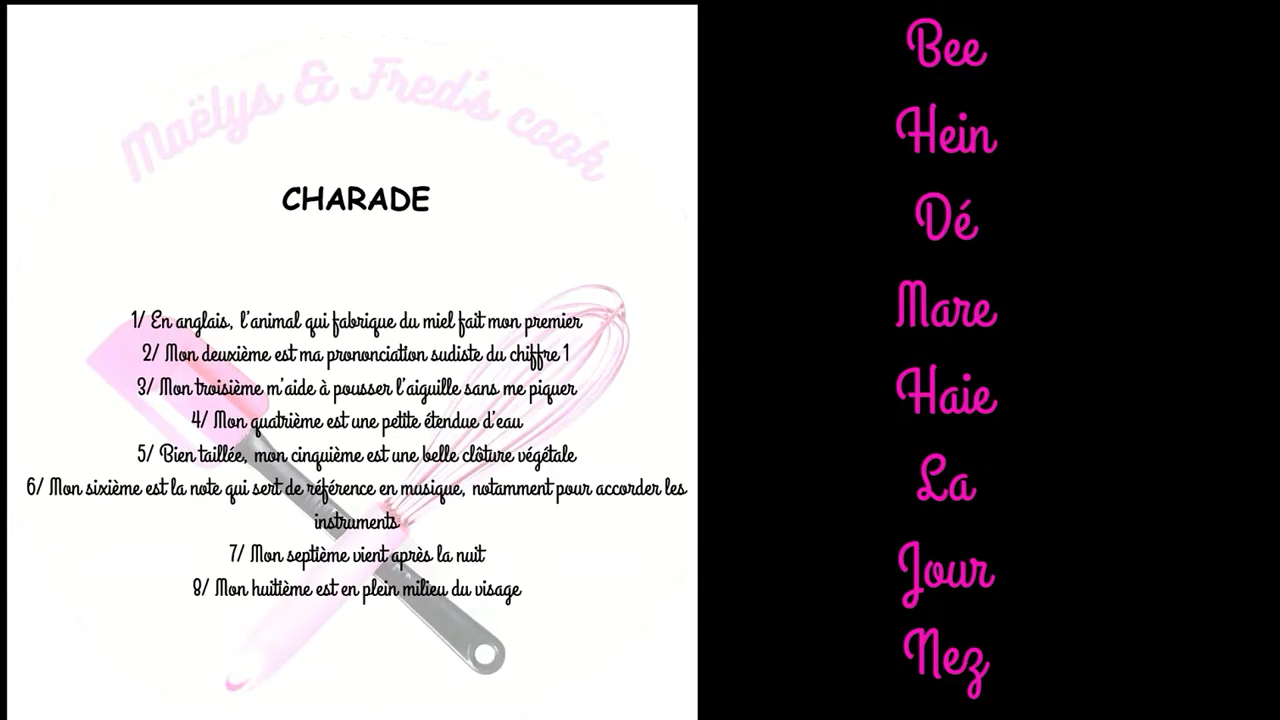 Maëlys & Fred's cook
CHARADE
1/ En anglais, l'animal qui fabrique du miel fait mon premier
2/ Mon deuxième est ma prononciation sudiste du chiffre 1
3/ Mon troisième m'aide à pousser l'aiguille sans me piquer
4/ Mon quatrième est une petite étendue d'eau
5/ Bien taillée, mon cinquième est une belle clôture végétale
6/ Mon sixième est la note qui sert de référence en musique, notamment pour accorder les
instruments
7/ Mon septième vient après la nuit
8/ Mon huitième est en plein milieu du visage
Bee
Hein
Dé
Mare
Haie
La
Jour
Nez